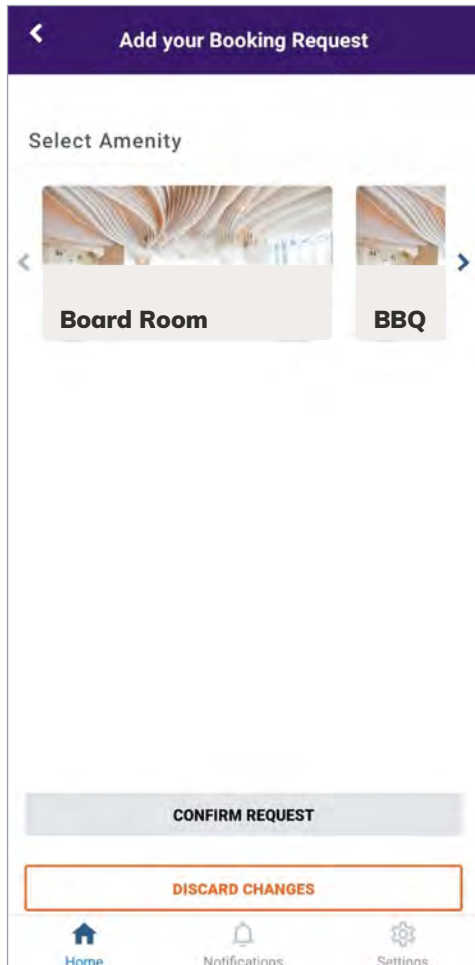 Add your Booking Request
Select Amenity
Board Room
BBQ
CONFIRM REQUEST
DISCARD CHANGES
Home
Notifications
Settings